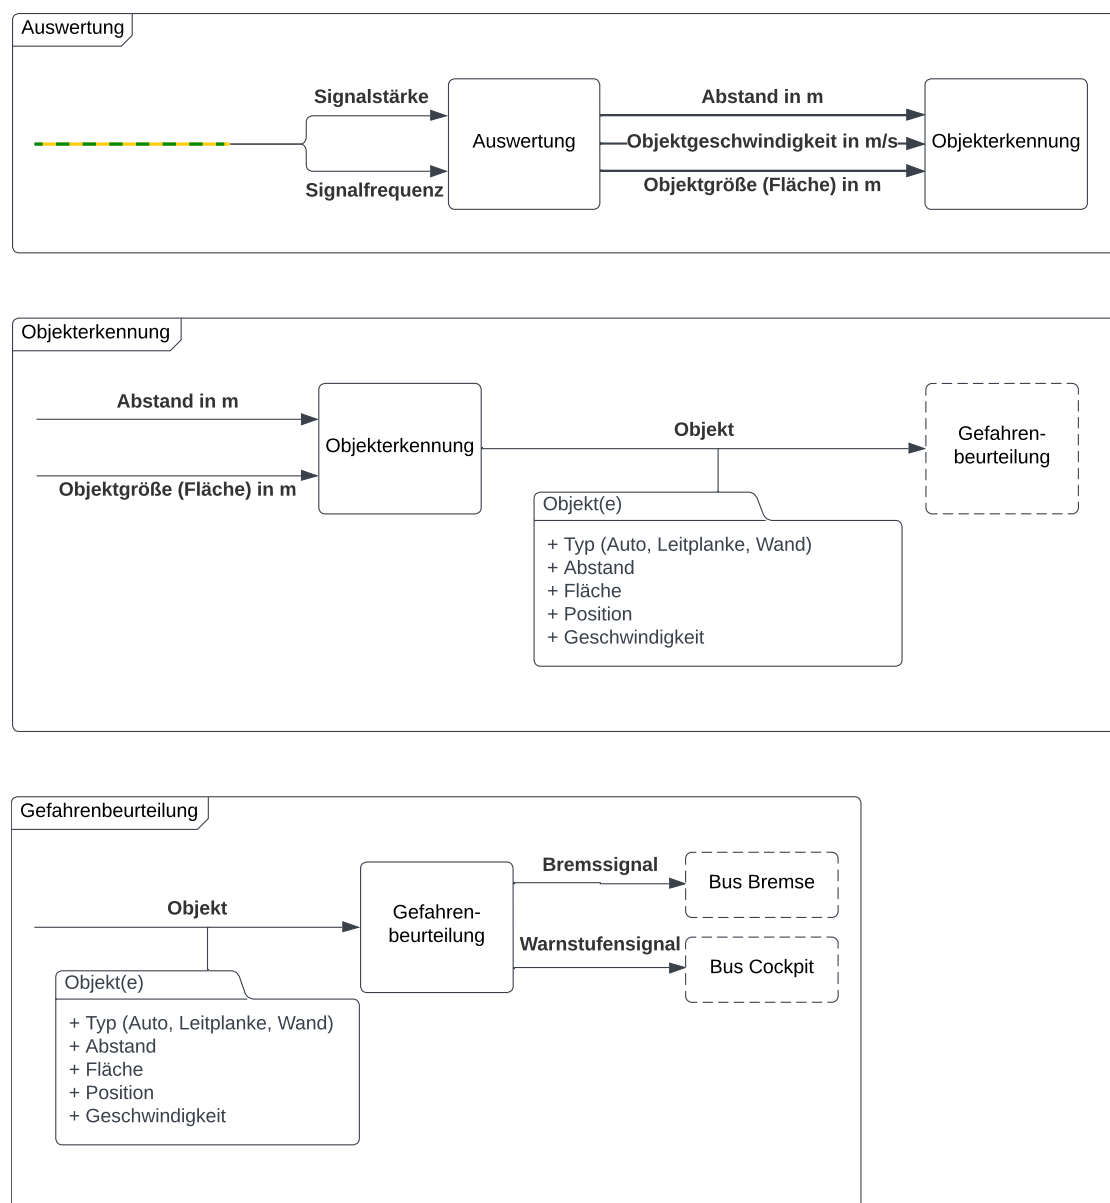 Auswertung
Signalstärke
Signalfrequenz
Auswertung
Abstand in m
Objektgeschwindigkeit in m/s
Objektgröße (Fläche) in m
Objekterkennung
Objekterkennung
Abstand in m
Objektgröße (Fläche) in m
Objekterkennung
Objekt
Gefahren-
beurteilung
Objekt(e)
+ Typ (Auto, Leitplanke, Wand)
+ Abstand
+ Fläche
+ Position
+ Geschwindigkeit
Gefahrenbeurteilung
Objekt
Gefahren-
beurteilung
Bremssignal
Bus Bremse
Warnstufensignal
Bus Cockpit
Objekt(e)
+ Typ (Auto, Leitplanke, Wand)
+ Abstand
+ Fläche
+ Position
+ Geschwindigkeit